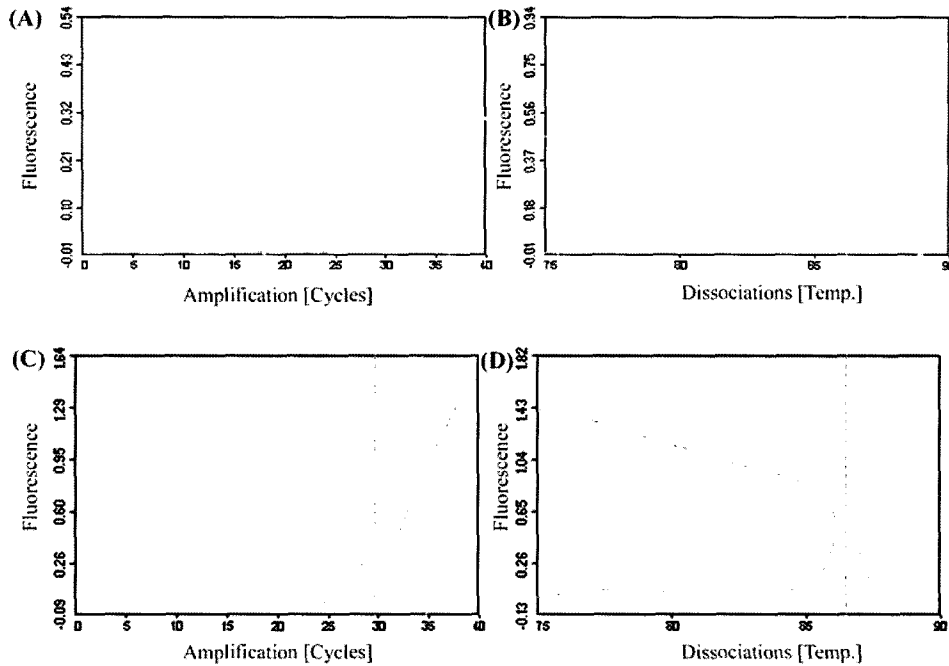 (A)
Fluorescence
0.54
0.43
0.32
0.21
0.10
-0.01
0 5 10 15 20 25 30 35 40
Amplification [Cycles]
(B)
Fluorescence
0.94
0.75
0.56
0.37
0.18
-0.01
75 80 85 90
Dissociations [Temp.]
(C)
Fluorescence
1.64
1.29
0.95
0.60
0.26
-0.09
0 5 10 15 20 25 30 35 40
Amplification [Cycles]
(D)
Fluorescence
1.82
1.43
1.04
0.65
0.26
-0.13
75 80 85 90
Dissociations [Temp.]